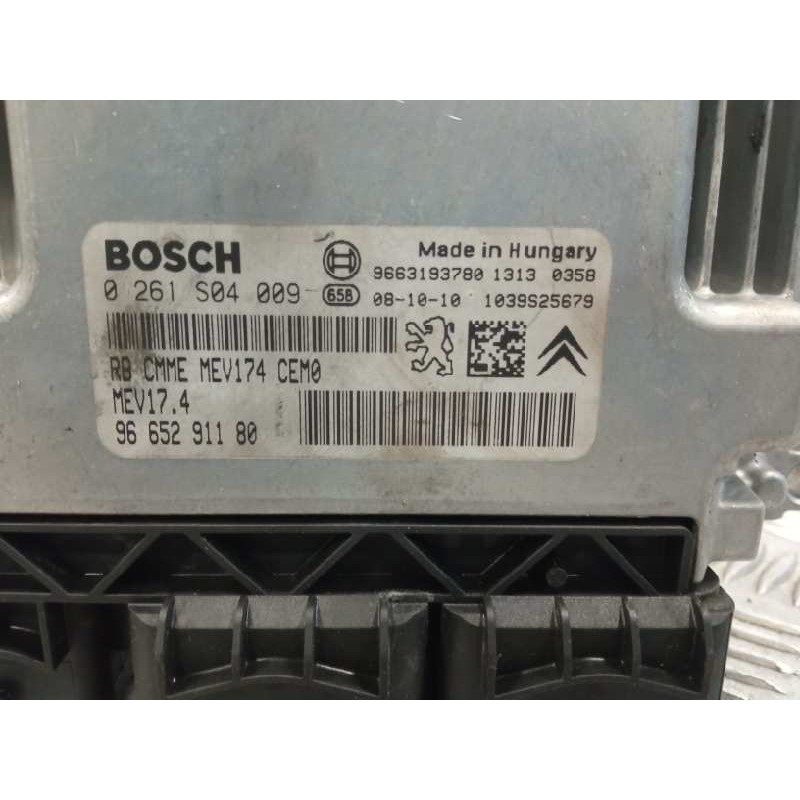 BOSCH
Made in Hungary
9663193780 1313 0358
0 261 S04 009
658
08-10-10 1039S25679
RB CMME MEV174 CEM0
MEV17.4
96 652 911 80